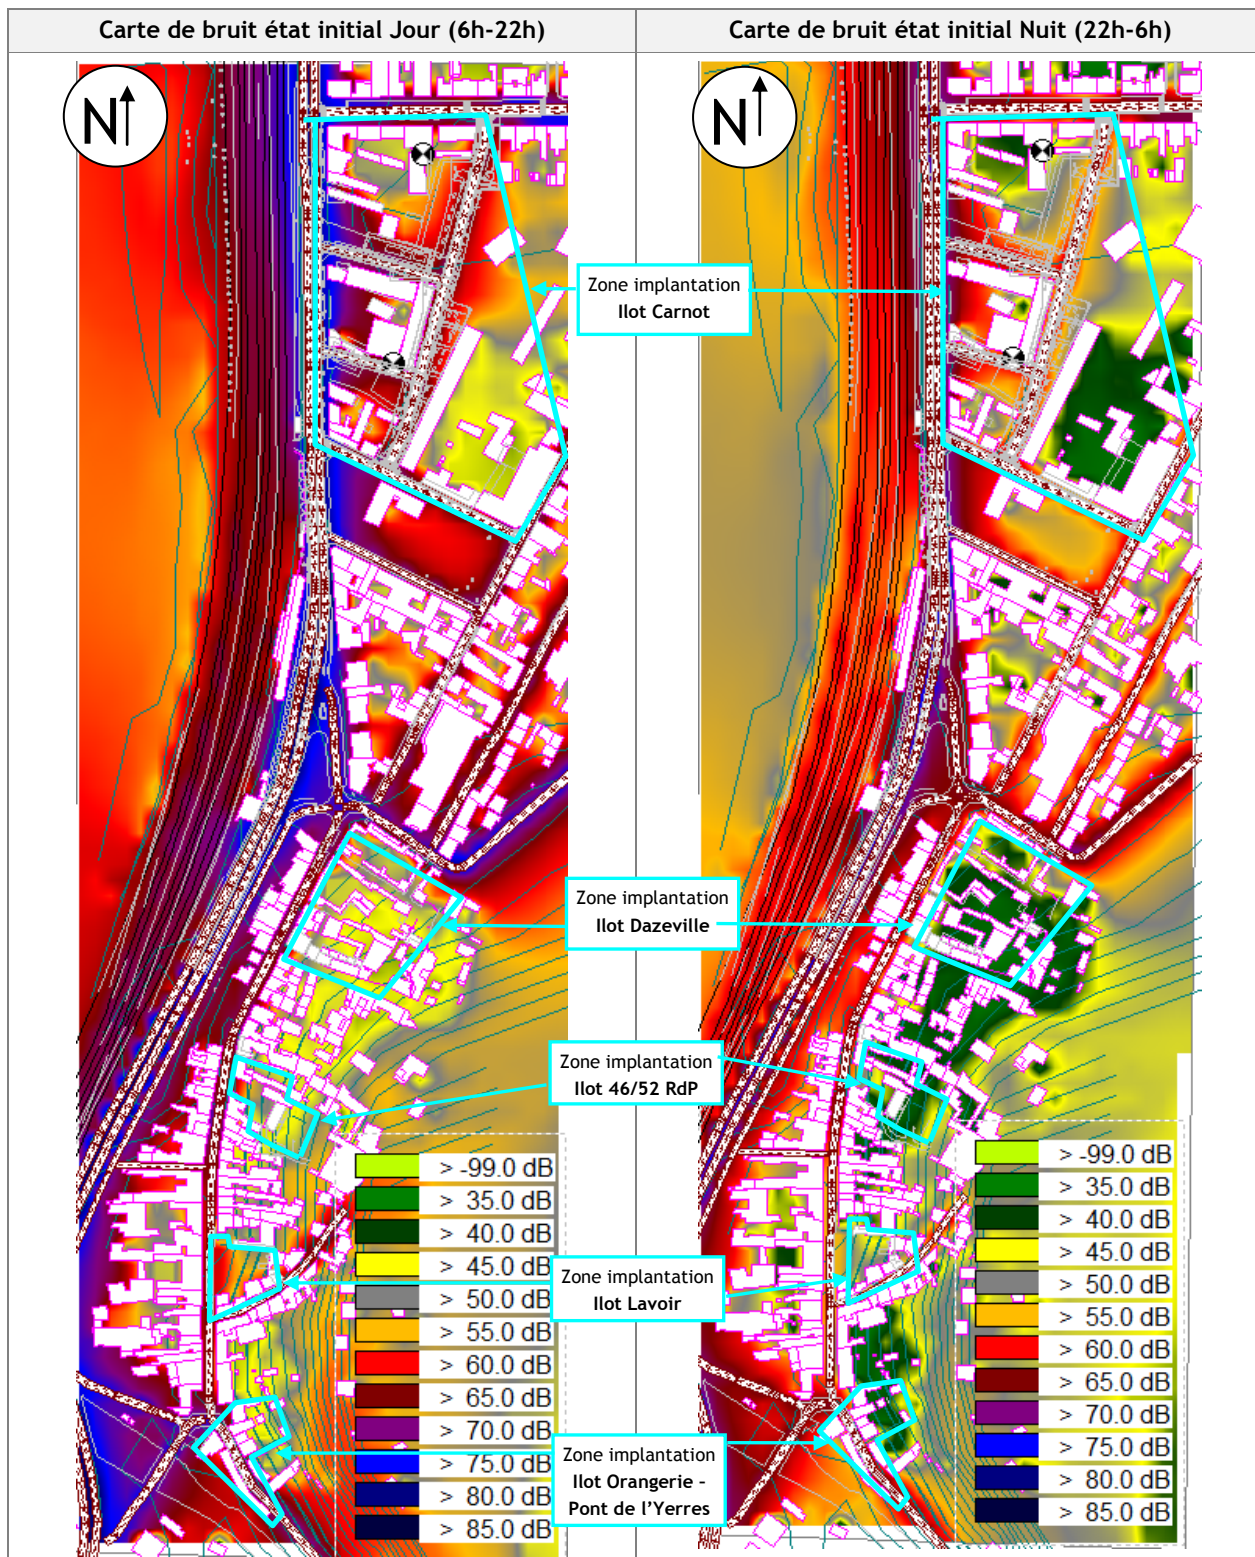 Carte de bruit état initial Jour (6h-22h)
Carte de bruit état initial Nuit (22h-6h)
N
N
Zone implantation
Ilot Carnot
Zone implantation
Ilot Dazeville
Zone implantation
Ilot 46/52 RdP
Zone implantation
Ilot Lavoir
Zone implantation
Ilot Orangerie -
Pont de l'Yerres
> -99.0 dB
> 35.0 dB
> 40.0 dB
> 45.0 dB
> 50.0 dB
> 55.0 dB
> 60.0 dB
> 65.0 dB
> 70.0 dB
> 75.0 dB
> 80.0 dB
> 85.0 dB
> -99.0 dB
> 35.0 dB
> 40.0 dB
> 45.0 dB
> 50.0 dB
> 55.0 dB
> 60.0 dB
> 65.0 dB
> 70.0 dB
> 75.0 dB
> 80.0 dB
> 85.0 dB